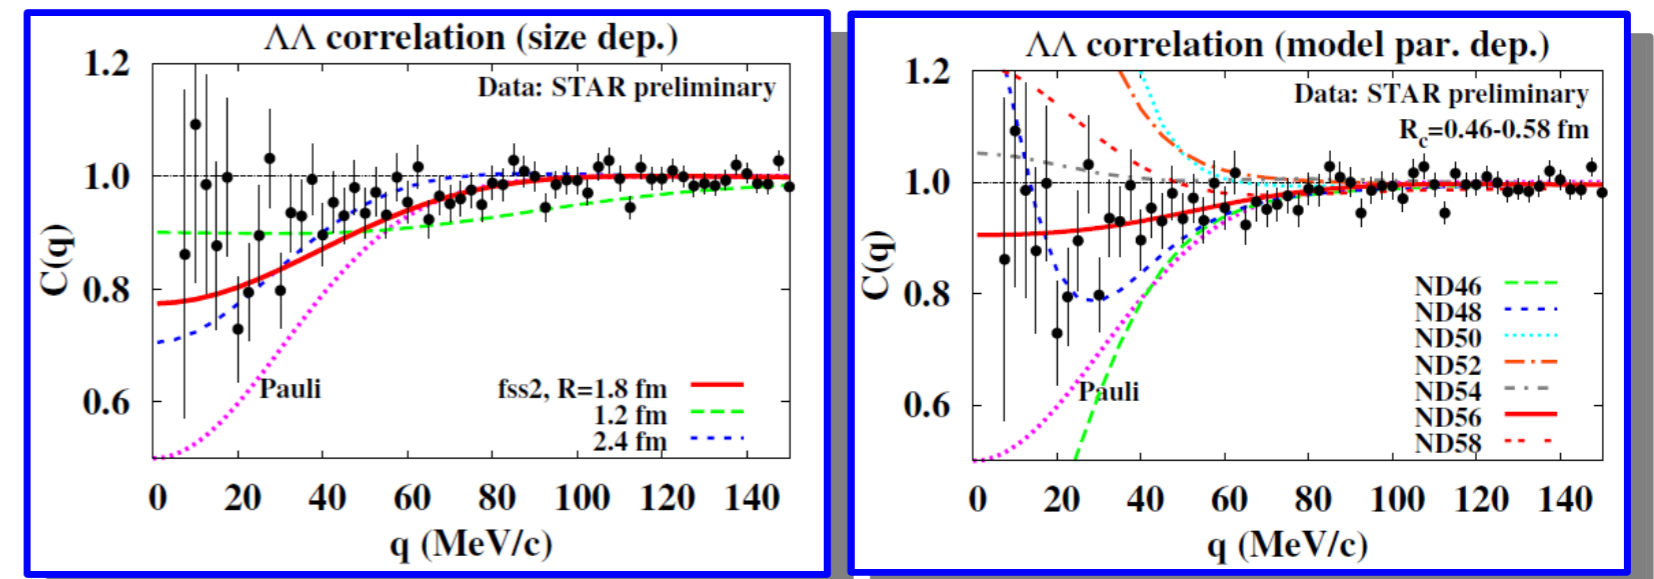 ΛΛ correlation (size dep.)
1.2
Data: STAR preliminary
1.0
C(q)
0.8
Pauli
fss2, R=1.8 fm
0.6
1.2 fm
2.4 fm
0 20 40 60 80 100 120 140
q (MeV/c)
ΛΛ correlation (model par. dep.)
1.2
Data: STAR preliminary
R_c=0.46-0.58 fm
1.0
C(q)
ND46
0.8
ND48
ND50
ND52
Pauli
ND54
0.6
ND56
ND58
0 20 40 60 80 100 120 140
q (MeV/c)